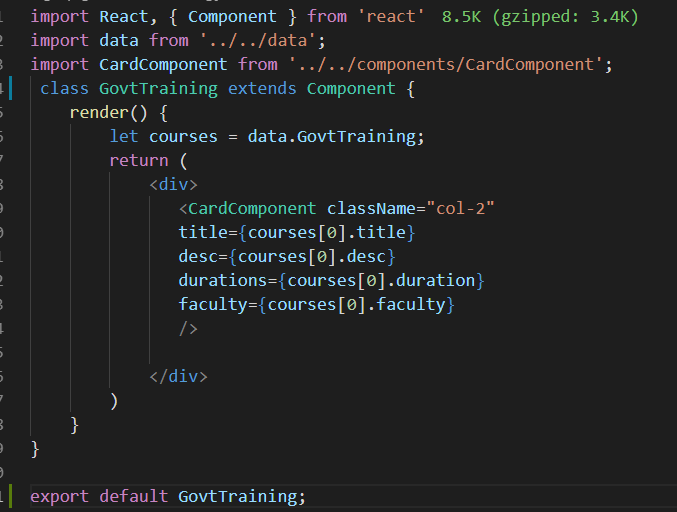 import React, { Component } from 'react' 8.5K (gzipped: 3.4K)
import data from '../../data';
import CardComponent from '../../components/CardComponent';
class GovtTraining extends Component {
render() {
let courses = data.GovtTraining;
return (
<div>
<CardComponent className="col-2"
title={courses[0].title}
desc={courses[0].desc}
durations={courses[0].duration}
faculty={courses[0].faculty}
/>
</div>
)
}
}
export default GovtTraining;